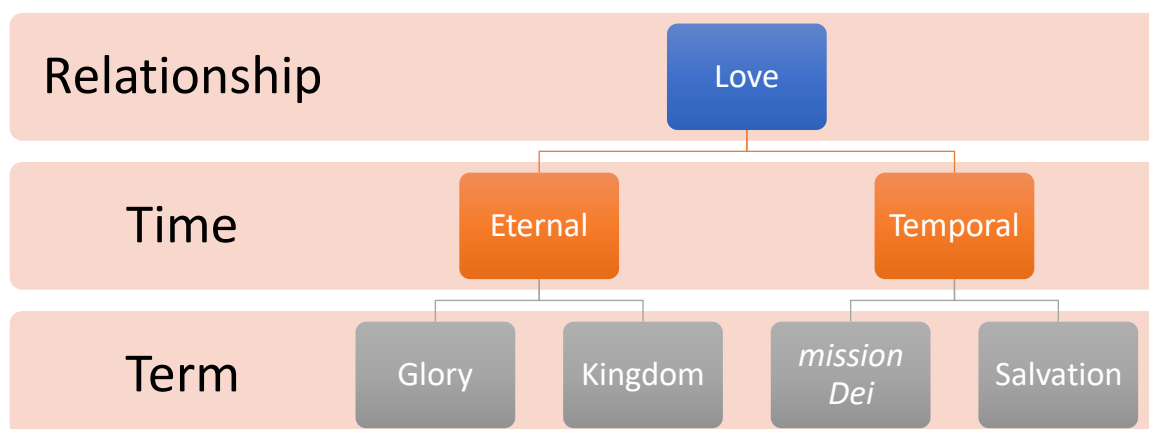 Relationship
Love
Time
Eternal
Temporal
Term
Glory
Kingdom
mission
Dei
Salvation